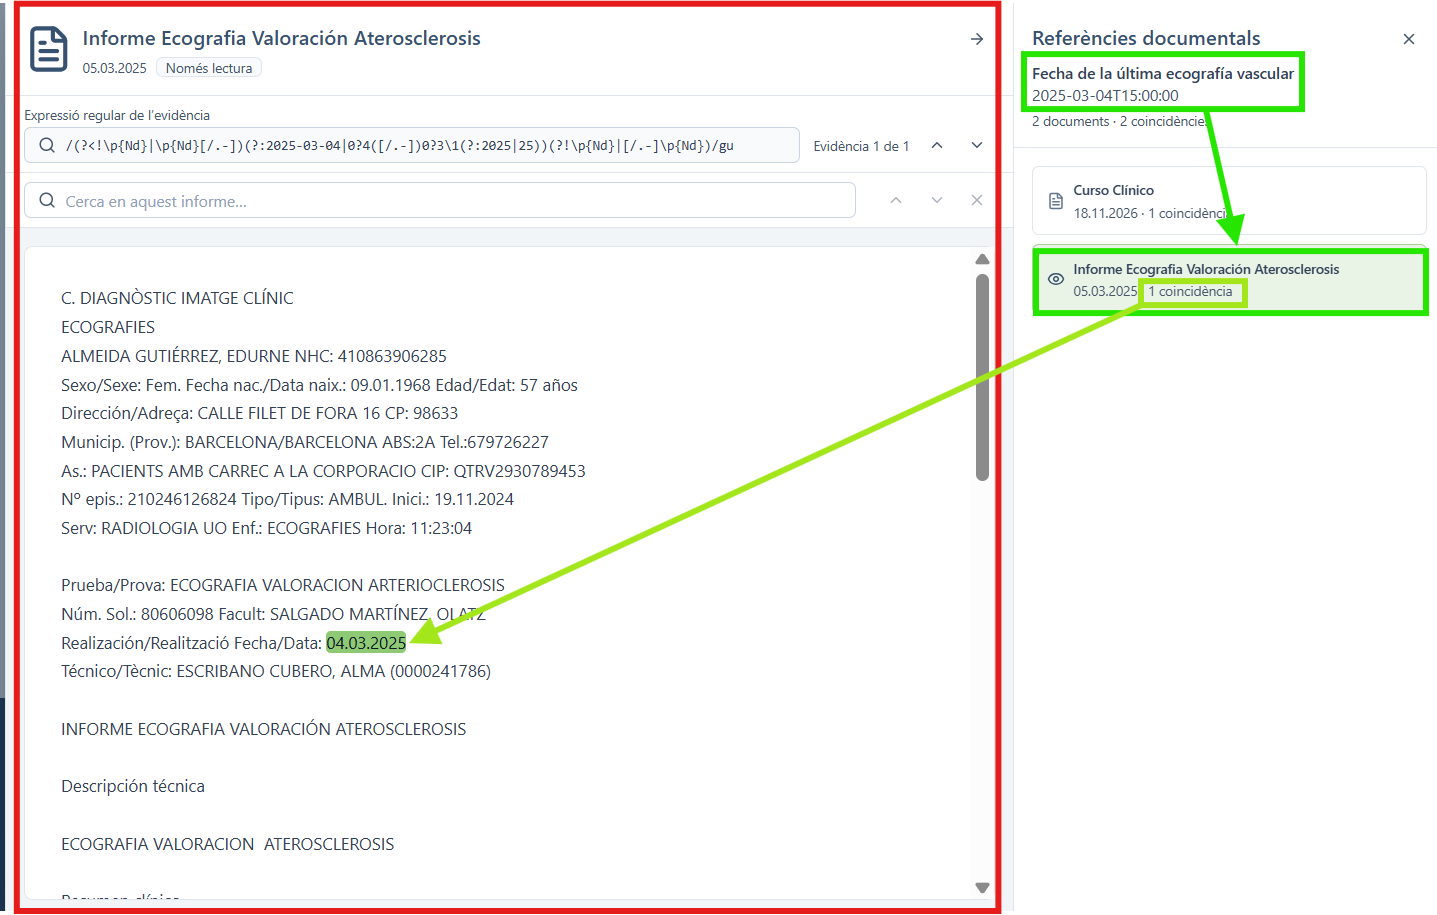 Informe Ecografia Valoración Aterosclerosis
05.03.2025 Només lectura
Expressió regular de l'evidència
/(?<!\p{Nd}|\p{Nd}[/.-])(?:2025-03-04|0?4([/.-])0?3\1(?:2025|25))(?!\p{Nd}|[/.-]\p{Nd})/gu
Evidència 1 de 1
Cerca en aquest informe...
C. DIAGNÒSTIC IMATGE CLÍNIC
ECOGRAFIES
ALMEIDA GUTIÉRREZ, EDURNE NHC: 410863906285
Sexo/Sexe: Fem. Fecha nac./Data naix.: 09.01.1968 Edad/Edat: 57 años
Dirección/Adreça: CALLE FILET DE FORA 16 CP: 98633
Municip. (Prov.): BARCELONA/BARCELONA ABS:2A Tel.:679726227
As.: PACIENTS AMB CARREC A LA CORPORACIO CIP: QTRV2930789453
Nº epis.: 210246126824 Tipo/Tipus: AMBUL. Inici.: 19.11.2024
Serv: RADIOLOGIA UO Enf.: ECOGRAFIES Hora: 11:23:04
Prueba/Prova: ECOGRAFIA VALORACION ARTERIOCLEROSIS
Núm. Sol.: 80606098 Facult: SALGADO MARTÍNEZ, OLATZ
Realización/Realització Fecha/Data: 04.03.2025
Técnico/Tècnic: ESCRIBANO CUBERO, ALMA (0000241786)
INFORME ECOGRAFIA VALORACIÓN ATEROSCLEROSIS
Descripción técnica
ECOGRAFIA VALORACION  ATEROSCLEROSIS
Resumen clínico
Referències documentals
Fecha de la última ecografía vascular
2025-03-04T15:00:00
2 documents · 2 coincidències
Curso Clínico
18.11.2026 · 1 coincidència
Informe Ecografia Valoración Aterosclerosis
05.03.2025 1 coincidència